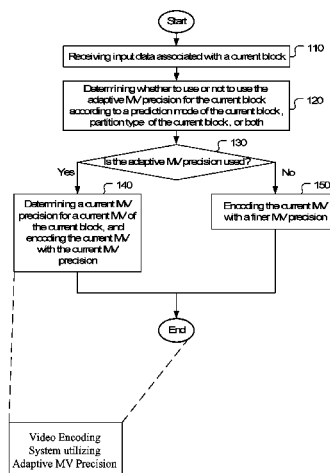 Start
110
Receiving input data associated with a current block
Determining whether to use or not to use the
adaptive MV precision for the current block
according to a prediction mode of the current block,
partition type of the current block, or both
120
130
Is the adaptive MV precision used?
Yes
No
140
150
Determining a current MV
precision for a current MV of
the current block, and
encoding the current MV
with the current MV
precision
Encoding the current MV
with a finer MV precision
End
Video Encoding
System utilizing
Adaptive MV Precision